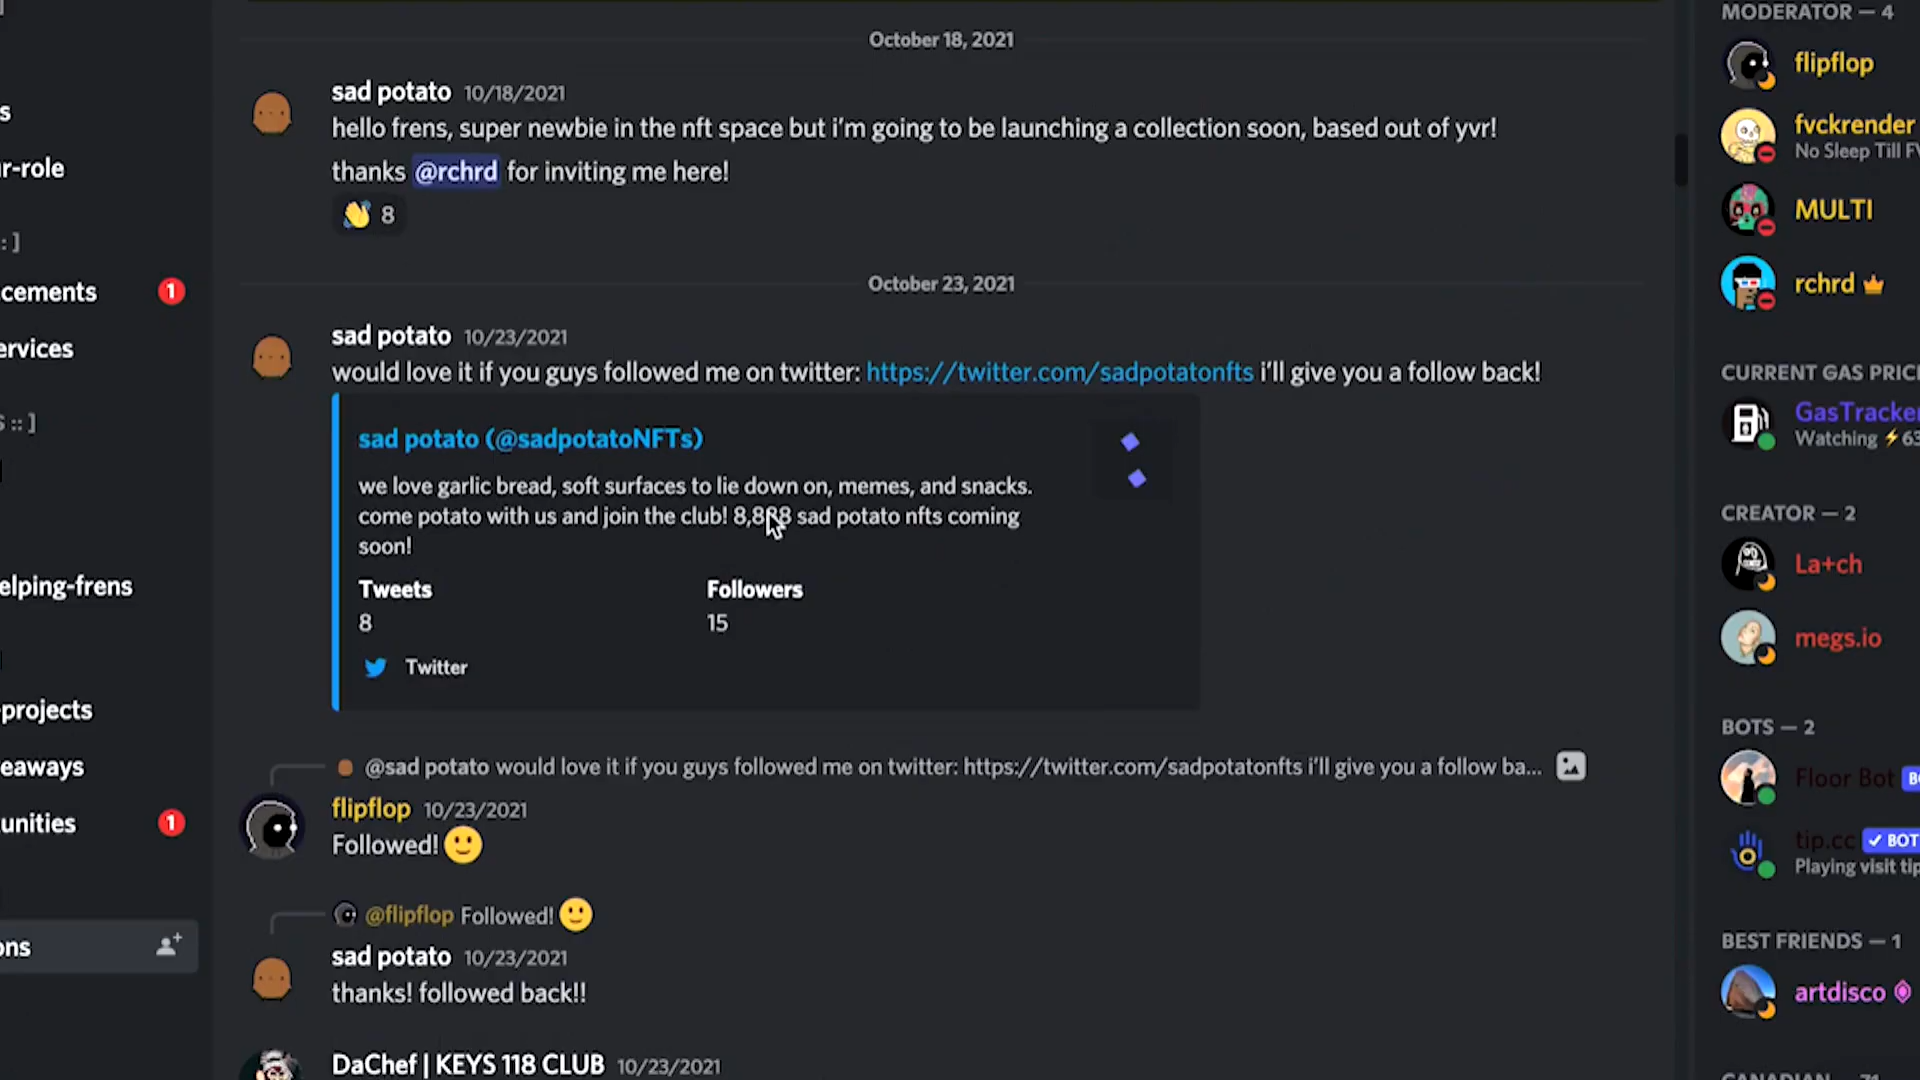 October 18, 2021
sad potato 10/18/2021
hello frens, super newbie in the nft space but i'm going to be launching a collection soon, based out of yvr!
thanks @rchrd for inviting me here!
8
October 23, 2021
sad potato 10/23/2021
would love it if you guys followed me on twitter: https://twitter.com/sadpotatonfts i'll give you a follow back!
sad potato (@sadpotatoNFTs)
we love garlic bread, soft surfaces to lie down on, memes, and snacks.
come potato with us and join the club! 8,888 sad potato nfts coming
soon!
Tweets Followers
8 15
Twitter
@sad potato would love it if you guys followed me on twitter: https://twitter.com/sadpotatonfts i'll give you a follow ba...
flipflop 10/23/2021
Followed!
@flipflop Followed!
sad potato 10/23/2021
thanks! followed back!!
DaChef | KEYS 118 CLUB 10/23/2021
s
r-role
:: ]
cements 1
ervices
S :: ]
elping-frens
projects
eaways
unities 1
ons
MODERATOR — 4
flipflop
fvckrender
No Sleep Till FV
MULTI
rchrd
CURRENT GAS PRIC
GasTracke
Watching ⚡63
CREATOR — 2
La+ch
megs.io
BOTS — 2
Floor Bot B
tip.cc ✓ BOT
Playing visit tip
BEST FRIENDS — 1
artdisco